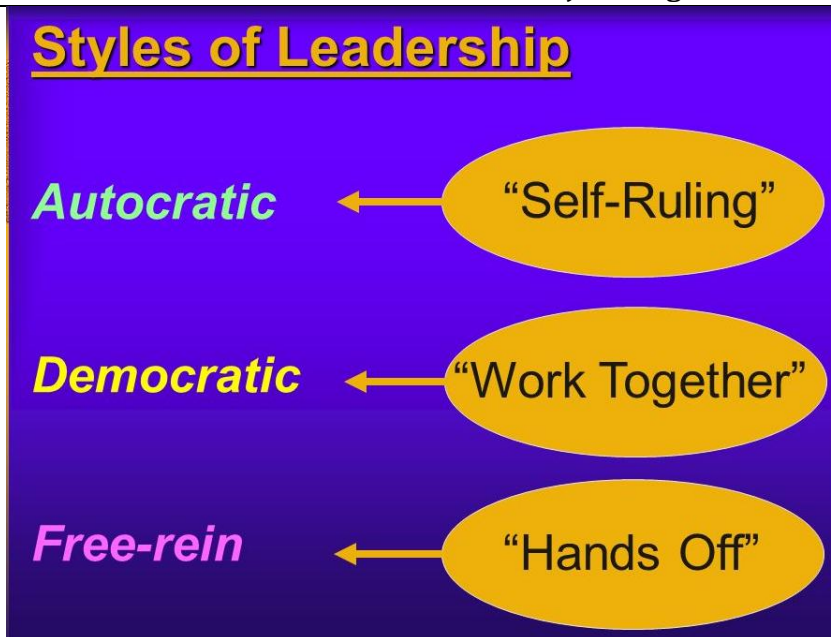 Styles of Leadership
Autocratic “Self-Ruling”
Democratic “Work Together”
Free-rein “Hands Off”